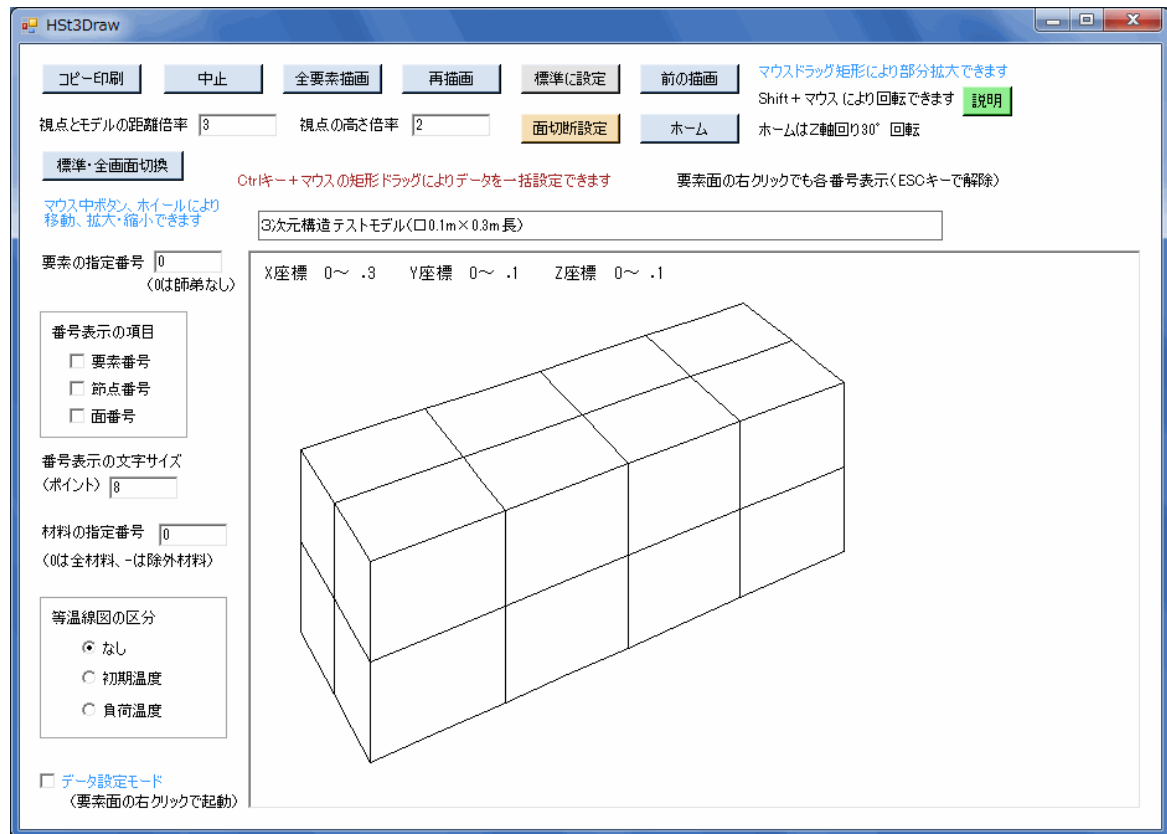 HSt3Draw
コピー印刷 中止 全要素描画 再描画 標準に設定 前の描画
マウスドラッグ矩形により部分拡大できます
Shift+マウスにより回転できます 説明
視点とモデルの距離倍率 3 視点の高さ倍率 2 面切断設定 ホーム ホームはZ軸回り30° 回転
標準・全画面切換
Ctrlキー+マウスの矩形ドラッグによりデータを一括設定できます 要素面の右クリックでも各番号表示(ESCキーで解除)
マウス中ボタン、ホイールにより
移動、拡大・縮小できます
3次元構造テストモデル(口0.1m×0.3m長)
要素の指定番号 0
(0は師弟なし)
X座標 0~ .3 Y座標 0~ .1 Z座標 0~ .1
番号表示の項目
要素番号
節点番号
面番号
番号表示の文字サイズ
(ポイント) 8
材料の指定番号 0
(0は全材料、-は除外材料)
等温線図の区分
なし
初期温度
負荷温度
データ設定モード
(要素面の右クリックで起動)